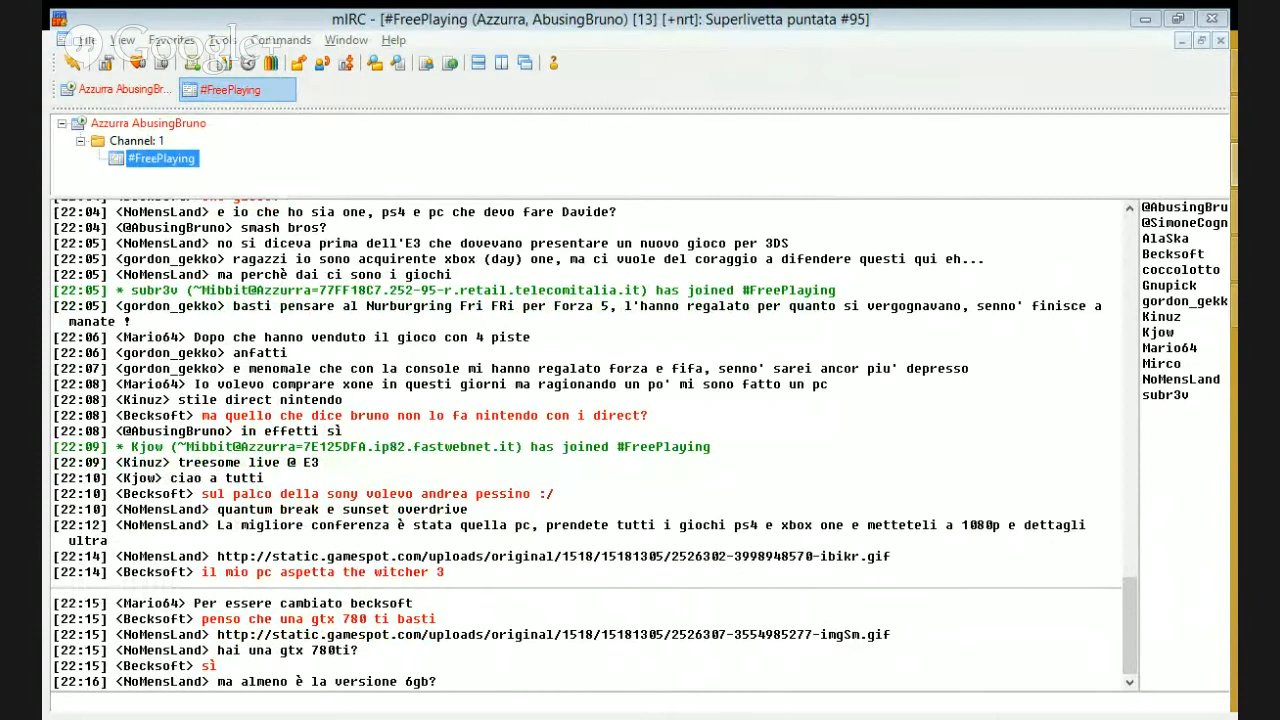 mIRC - [#FreePlaying (Azzurra, AbusingBruno) [13] [+nrt]: Superlivetta puntata #95]
File View Favorites Tools Commands Window Help
Google+
Azzurra AbusingBr... #FreePlaying
Azzurra AbusingBruno
Channel: 1
#FreePlaying
[22:04] <NoMensLand> e io che ho sia one, ps4 e pc che devo fare Davide?
[22:04] <@AbusingBruno> smash bros?
[22:05] <NoMensLand> no si diceva prima dell'E3 che dovevano presentare un nuovo gioco per 3DS
[22:05] <gordon_gekko> ragazzi io sono acquirente xbox (day) one, ma ci vuole del coraggio a difendere questi qui eh...
[22:05] <NoMensLand> ma perchè dai ci sono i giochi
[22:05] * subr3v (~Mibbit@Azzurra=77FF18C7.252-95-r.retail.telecomitalia.it) has joined #FreePlaying
[22:05] <gordon_gekko> basti pensare al Nurburgring Fri FRi per Forza 5, l'hanno regalato per quanto si vergognavano, senno' finisce a
manate !
[22:06] <Mario64> Dopo che hanno venduto il gioco con 4 piste
[22:06] <gordon_gekko> anfatti
[22:07] <gordon_gekko> e menomale che con la console mi hanno regalato forza e fifa, senno' sarei ancor piu' depresso
[22:08] <Mario64> Io volevo comprare xone in questi giorni ma ragionando un po' mi sono fatto un pc
[22:08] <Kinuz> stile direct nintendo
[22:08] <Becksoft> ma quello che dice bruno non lo fa nintendo con i direct?
[22:08] <@AbusingBruno> in effetti sì
[22:09] * Kjow (~Mibbit@Azzurra=7E125DFA.ip82.fastwebnet.it) has joined #FreePlaying
[22:09] <Kinuz> treesome live @ E3
[22:10] <Kjow> ciao a tutti
[22:10] <Becksoft> sul palco della sony volevo andrea pessino :/
[22:10] <NoMensLand> quantum break e sunset overdrive
[22:12] <NoMensLand> La migliore conferenza è stata quella pc, prendete tutti i giochi ps4 e xbox one e metteteli a 1080p e dettagli
ultra
[22:14] <NoMensLand> http://static.gamespot.com/uploads/original/1518/15181305/2526302-3998948570-ibikr.gif
[22:14] <Becksoft> il mio pc aspetta the witcher 3
[22:15] <Mario64> Per essere cambiato becksoft
[22:15] <Becksoft> penso che una gtx 780 ti basti
[22:15] <NoMensLand> http://static.gamespot.com/uploads/original/1518/15181305/2526307-3554985277-imgSm.gif
[22:15] <NoMensLand> hai una gtx 780ti?
[22:15] <Becksoft> sì
[22:16] <NoMensLand> ma almeno è la versione 6gb?
@AbusingBru
@SimoneCogn
AlaSka
Becksoft
coccolotto
Gnupick
gordon_gekk
Kinuz
Kjow
Mario64
Mirco
NoMensLand
subr3v